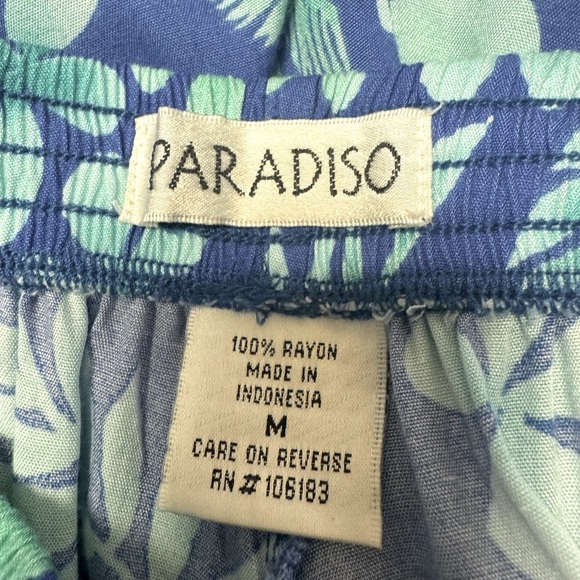 PARADISO
100% RAYON
MADE IN
INDONESIA
M
CARE ON REVERSE
RN # 106183